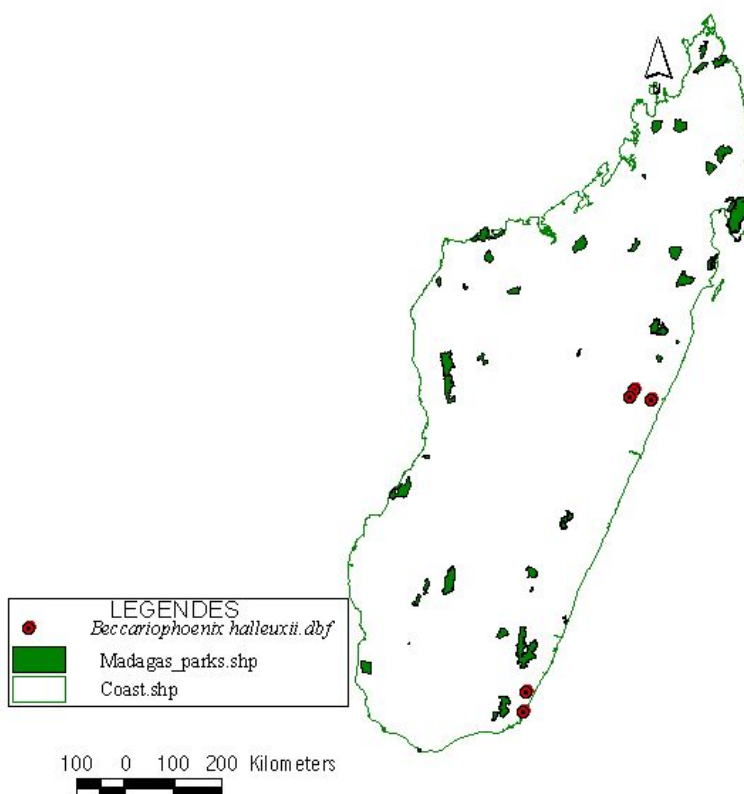 LEGENDES
Beccariophoenix halleuxii.dbf
Madagas_parks.shp
Coast.shp
100 0 100 200 Kilometers